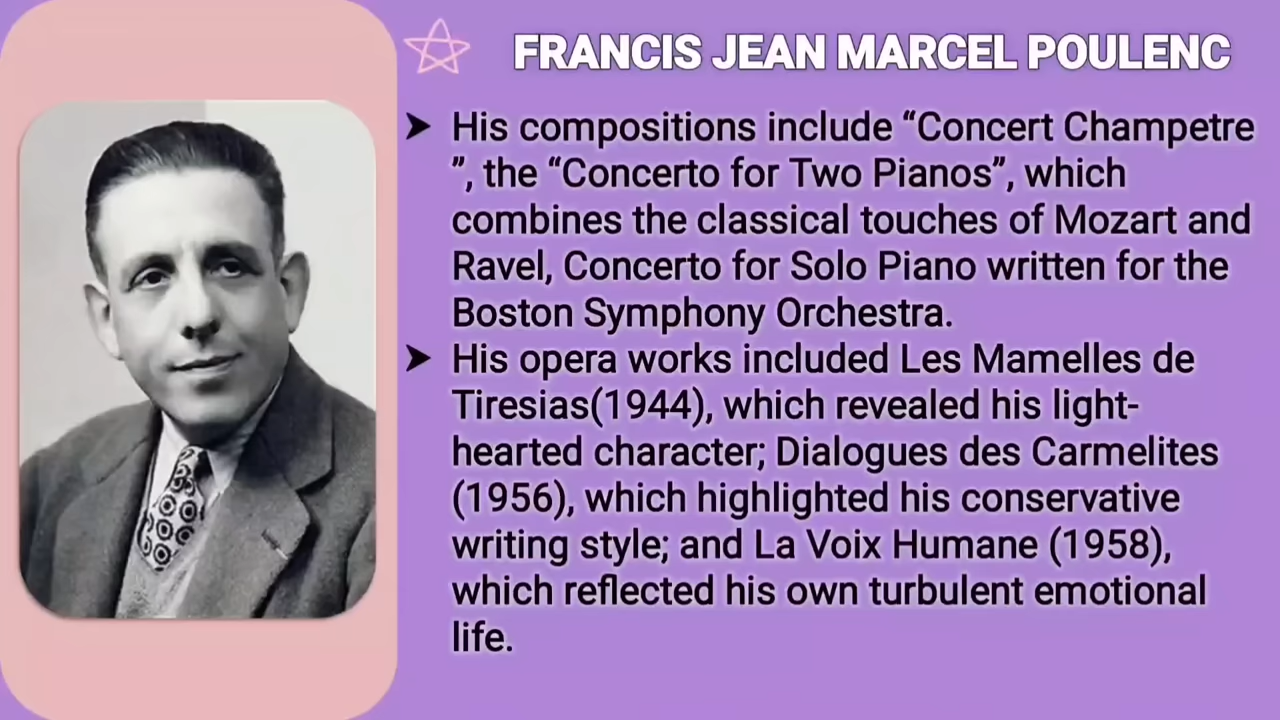 FRANCIS JEAN MARCEL POULENC
➤ His compositions include “Concert Champetre
”, the “Concerto for Two Pianos”, which
combines the classical touches of Mozart and
Ravel, Concerto for Solo Piano written for the
Boston Symphony Orchestra.
➤ His opera works included Les Mamelles de
Tiresias(1944), which revealed his light-
hearted character; Dialogues des Carmelites
(1956), which highlighted his conservative
writing style; and La Voix Humane (1958),
which reflected his own turbulent emotional
life.